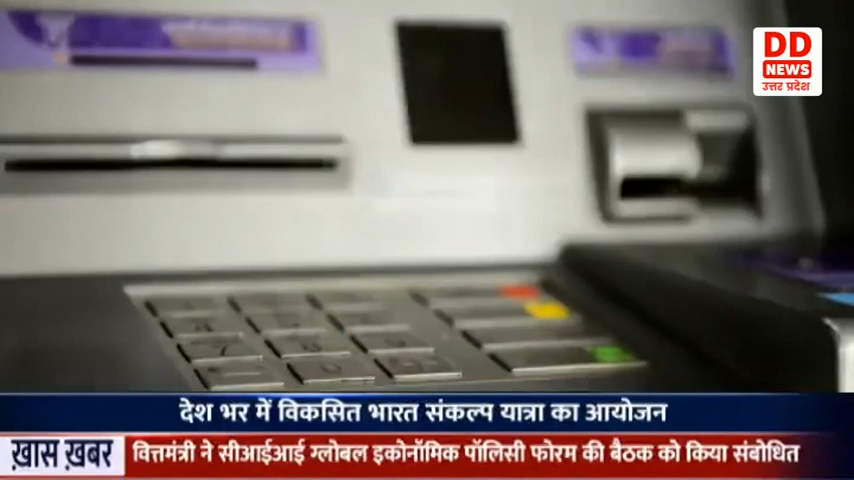 DD
NEWS
उत्तर प्रदेश
देश भर में विकसित भारत संकल्प यात्रा का आयोजन
ख़ास ख़बर
वित्तमंत्री ने सीआईआई ग्लोबल इकोनॉमिक पॉलिसी फोरम की बैठक को किया संबोधित